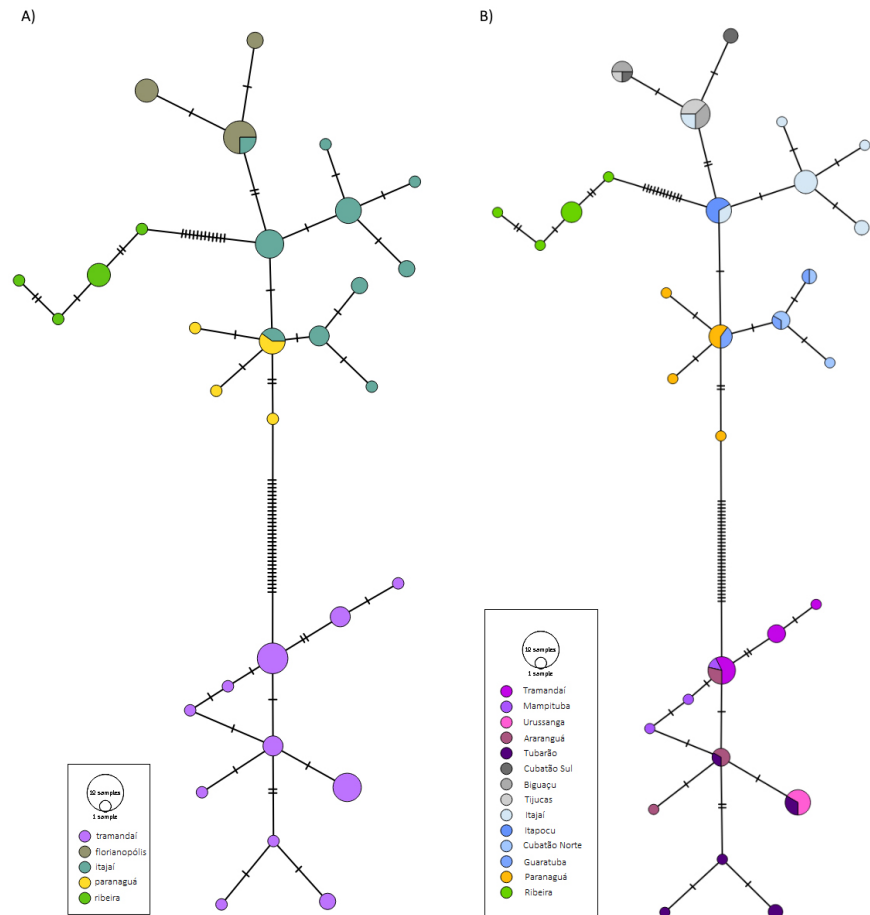 A)
B)
12 samples
1 sample
tramandaí
florianópolis
itajaí
paranaguá
ribeira
12 samples
1 sample
Tramandaí
Mampituba
Urussanga
Araranguá
Tubarão
Cubatão Sul
Biguaçu
Tijucas
Itajaí
Itapocu
Cubatão Norte
Guaratuba
Paranaguá
Ribeira